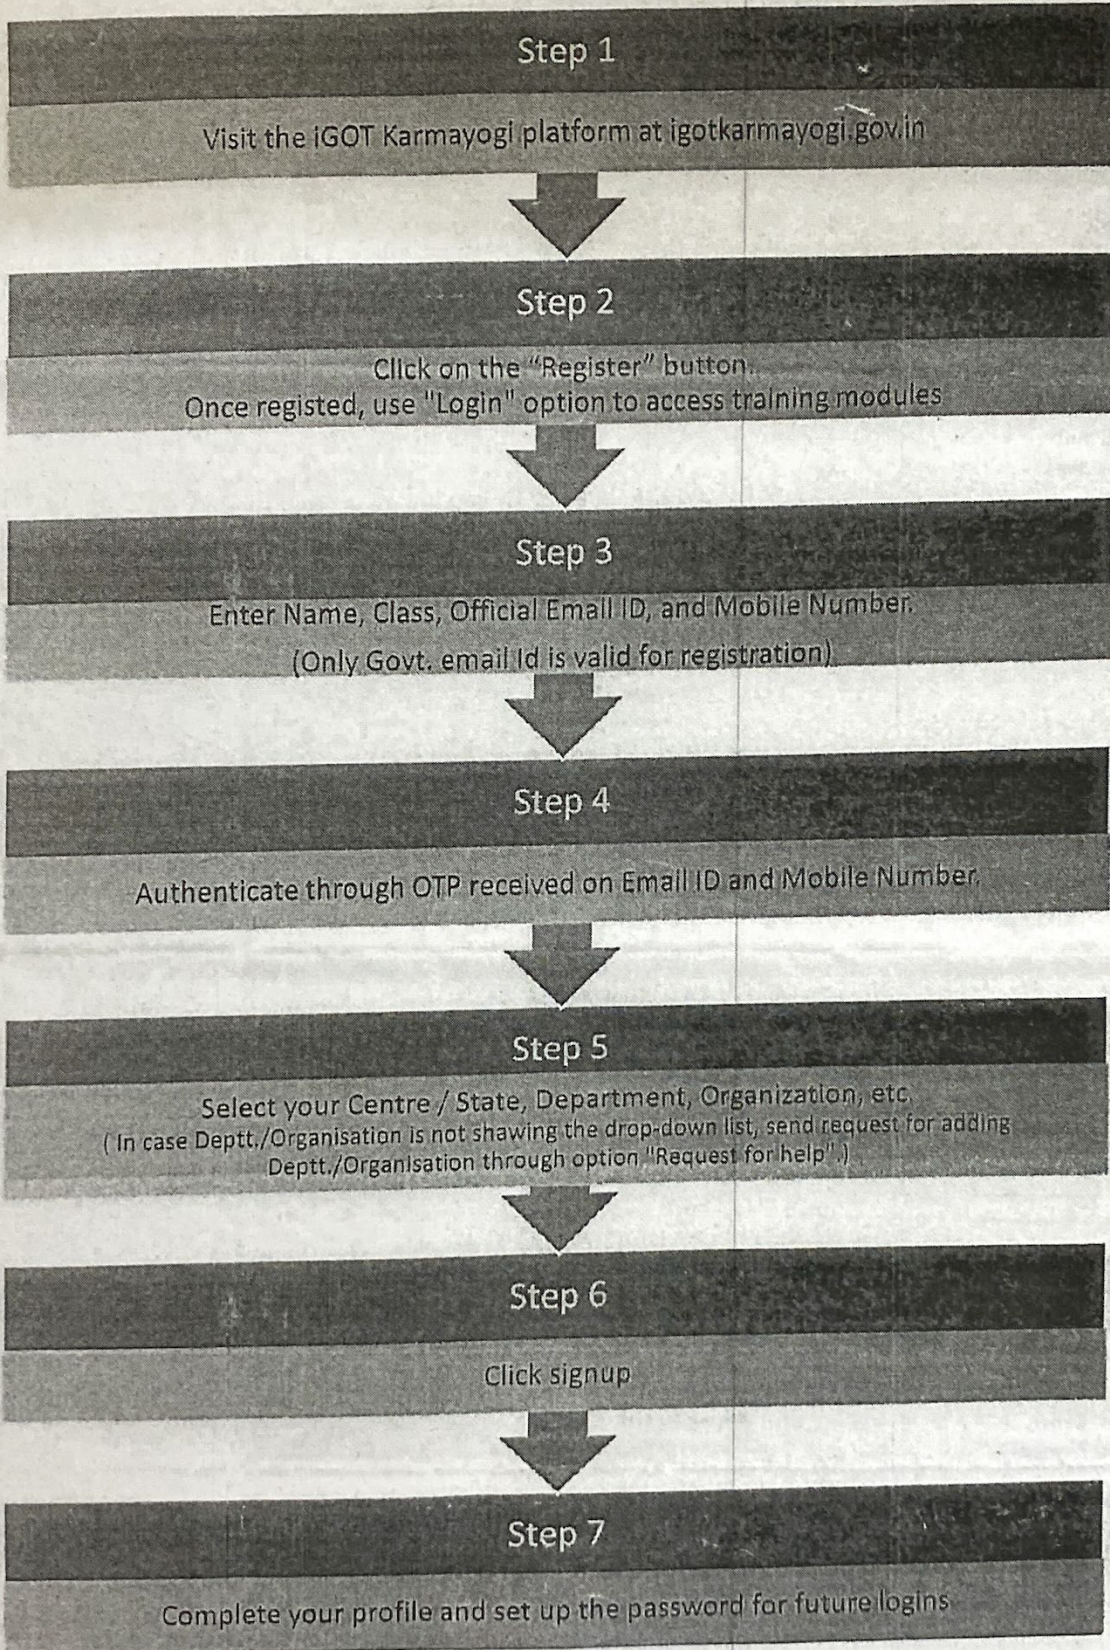 Step 1
Visit the iGOT Karmayogi platform at igotkarmayogi.gov.in
Step 2
Click on the "Register" button.
Once registed, use "Login" option to access training modules
Step 3
Enter Name, Class, Official Email ID, and Mobile Number.
(Only Govt. email Id is valid for registration)
Step 4
Authenticate through OTP received on Email ID and Mobile Number.
Step 5
Select your Centre / State, Department, Organization, etc.
( In case Deptt./Organisation is not shawing the drop-down list, send request for adding
Deptt./Organisation through option "Request for help".)
Step 6
Click signup
Step 7
Complete your profile and set up the password for future logins